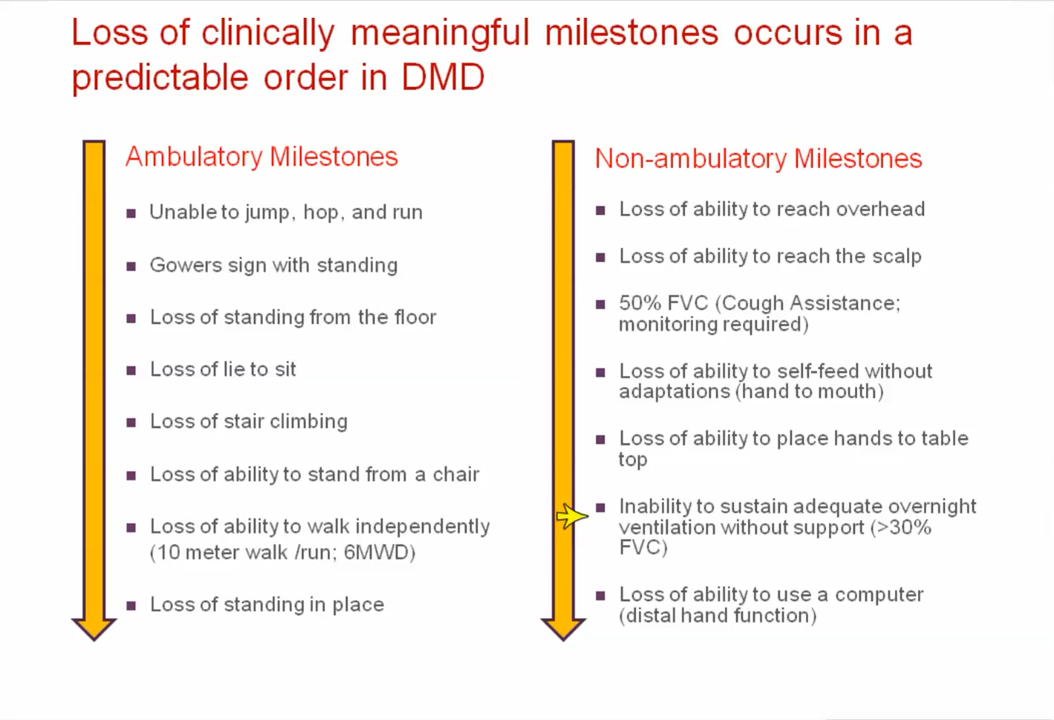 Loss of clinically meaningful milestones occurs in a
predictable order in DMD
Ambulatory Milestones
Unable to jump, hop, and run
Gowers sign with standing
Loss of standing from the floor
Loss of lie to sit
Loss of stair climbing
Loss of ability to stand from a chair
Loss of ability to walk independently
(10 meter walk /run; 6MWD)
Loss of standing in place
Non-ambulatory Milestones
Loss of ability to reach overhead
Loss of ability to reach the scalp
50% FVC (Cough Assistance;
monitoring required)
Loss of ability to self-feed without
adaptations (hand to mouth)
Loss of ability to place hands to table
top
Inability to sustain adequate overnight
ventilation without support (>30%
FVC)
Loss of ability to use a computer
(distal hand function)